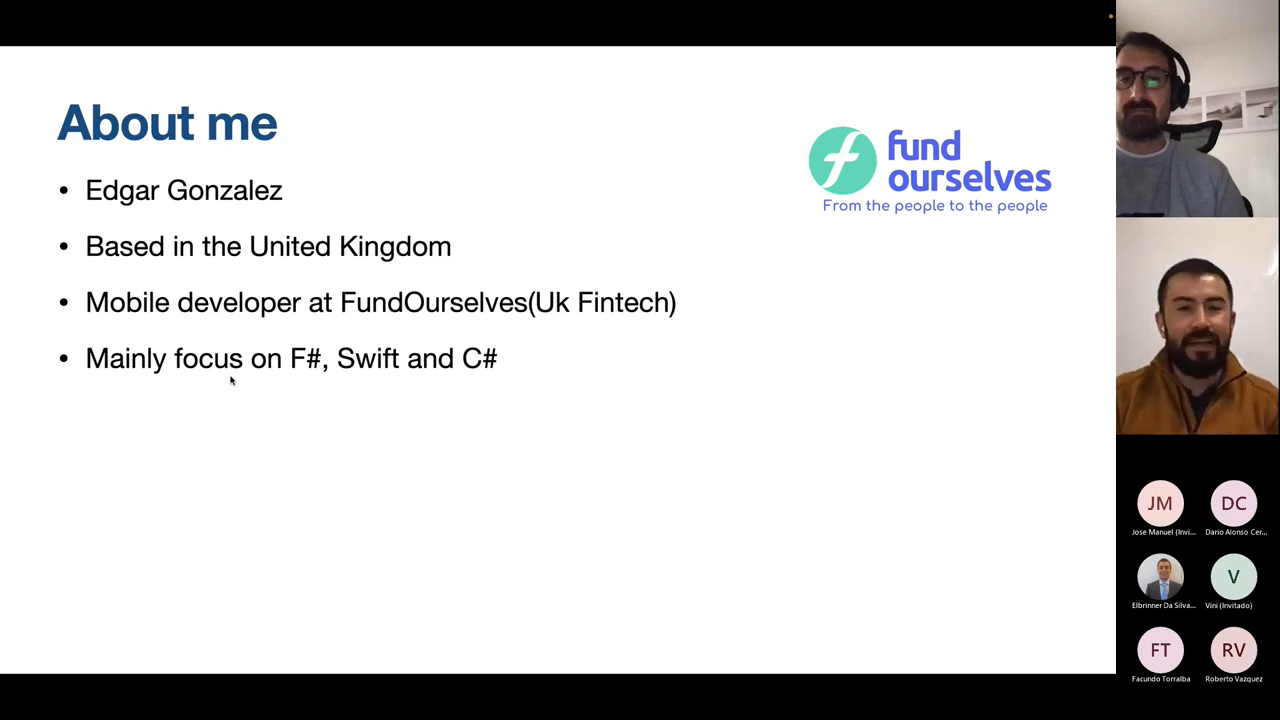 About me
• Edgar Gonzalez
• Based in the United Kingdom
• Mobile developer at FundOurselves(Uk Fintech)
• Mainly focus on F#, Swift and C#
fund
ourselves
From the people to the people
JM
DC
Jose Manuel (Invi...
Dario Alonso Cer...
V
Elbrinner Da Silva...
Vini (Invitado)
FT
RV
Facundo Torralba
Roberto Vazquez